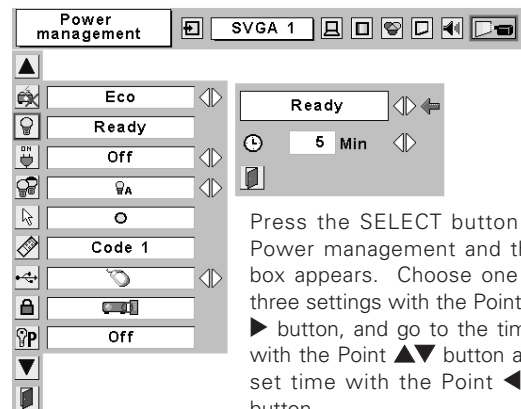 Power
management
SVGA 1
Eco
Ready
ON
Off
A
Code 1
P
Off
Ready
5 Min
Press the SELECT button
Power management and th
box appears. Choose one
three settings with the Point
▶ button, and go to the tim
with the Point ▲▼ button a
set time with the Point ◀
button.